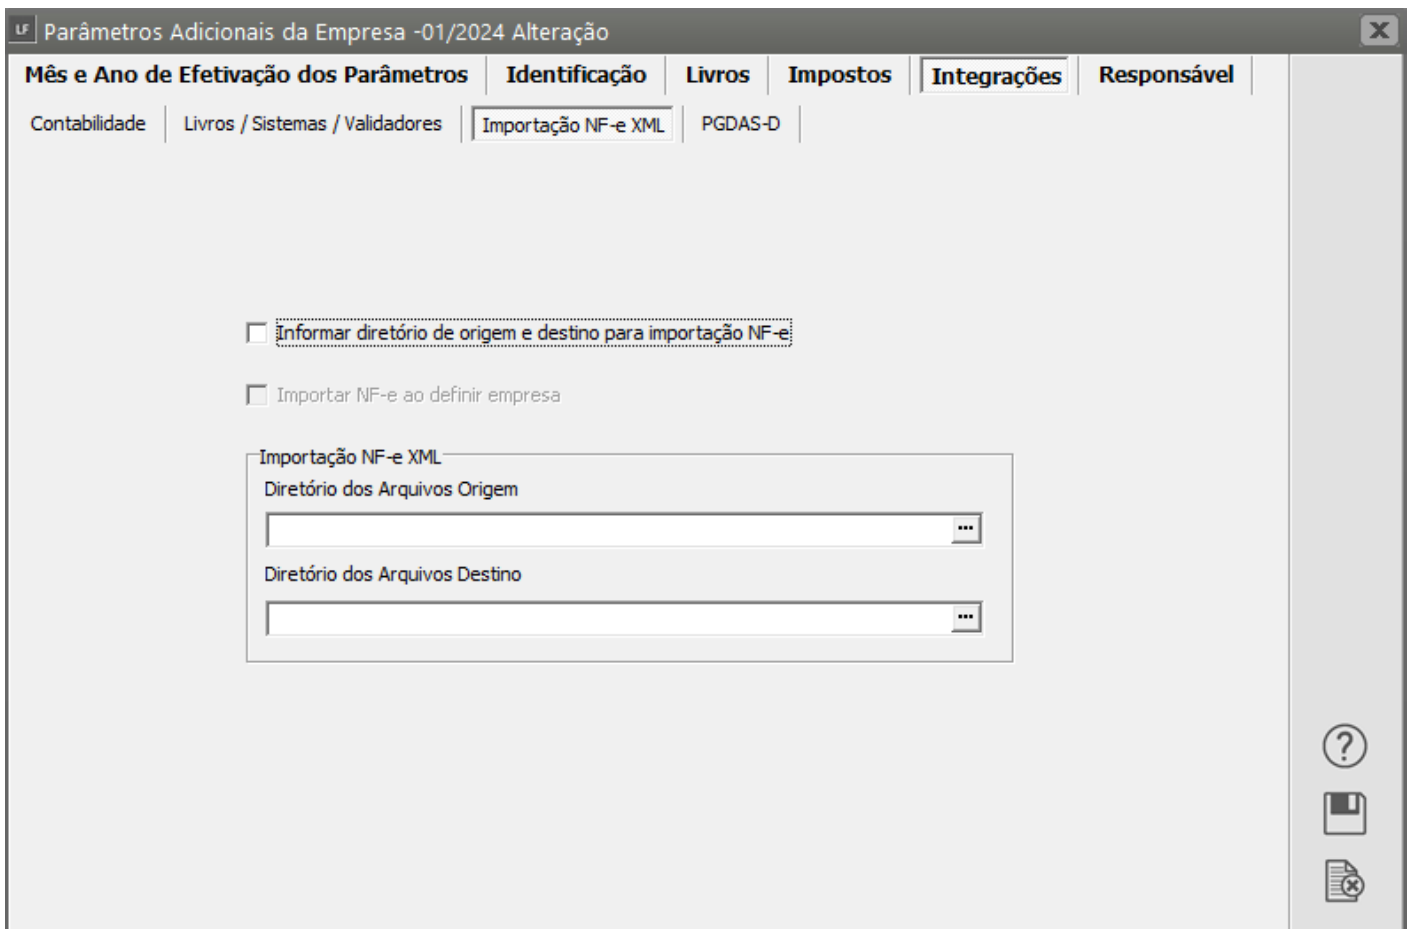 LF Parâmetros Adicionais da Empresa -01/2024 Alteração
Mês e Ano de Efetivação dos Parâmetros Identificação Livros Impostos Integrações Responsável
Contabilidade Livros / Sistemas / Validadores Importação NF-e XML PGDAS-D
Informar diretório de origem e destino para importação NF-e
Importar NF-e ao definir empresa
Importação NF-e XML
Diretório dos Arquivos Origem
...
Diretório dos Arquivos Destino
...
?